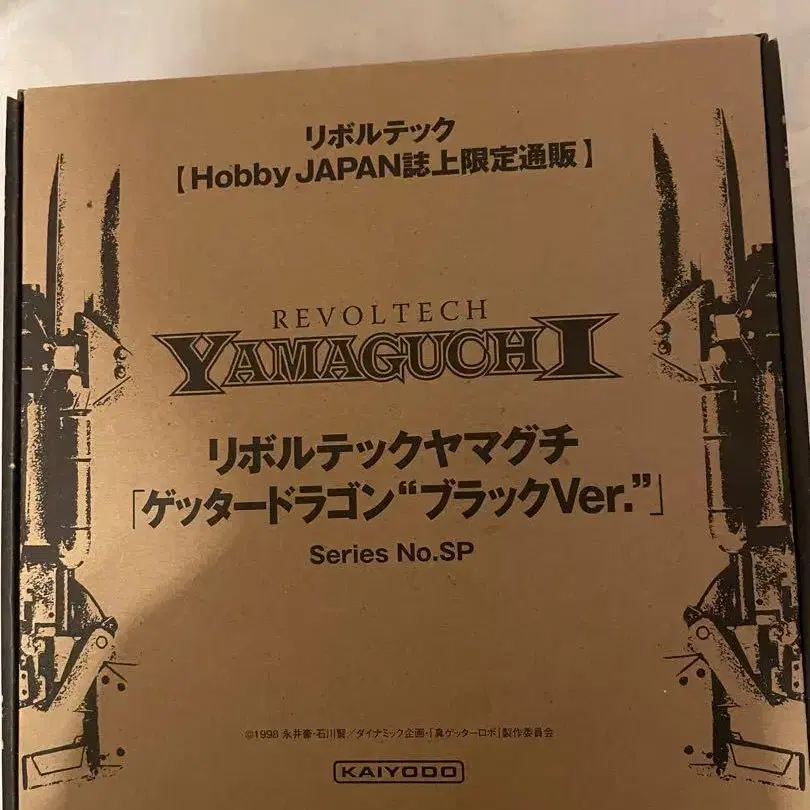 リボルテック
【Hobby JAPAN誌上限定通販】
REVOLTECH
YAMAGUCHI
リボルテックヤマグチ
「ゲッタードラゴン“ブラックVer.”」
Series No.SP
©1998 永井豪・石川賢／ダイナミック企画・「真ゲッターロボ」製作委員会
KAIYODO